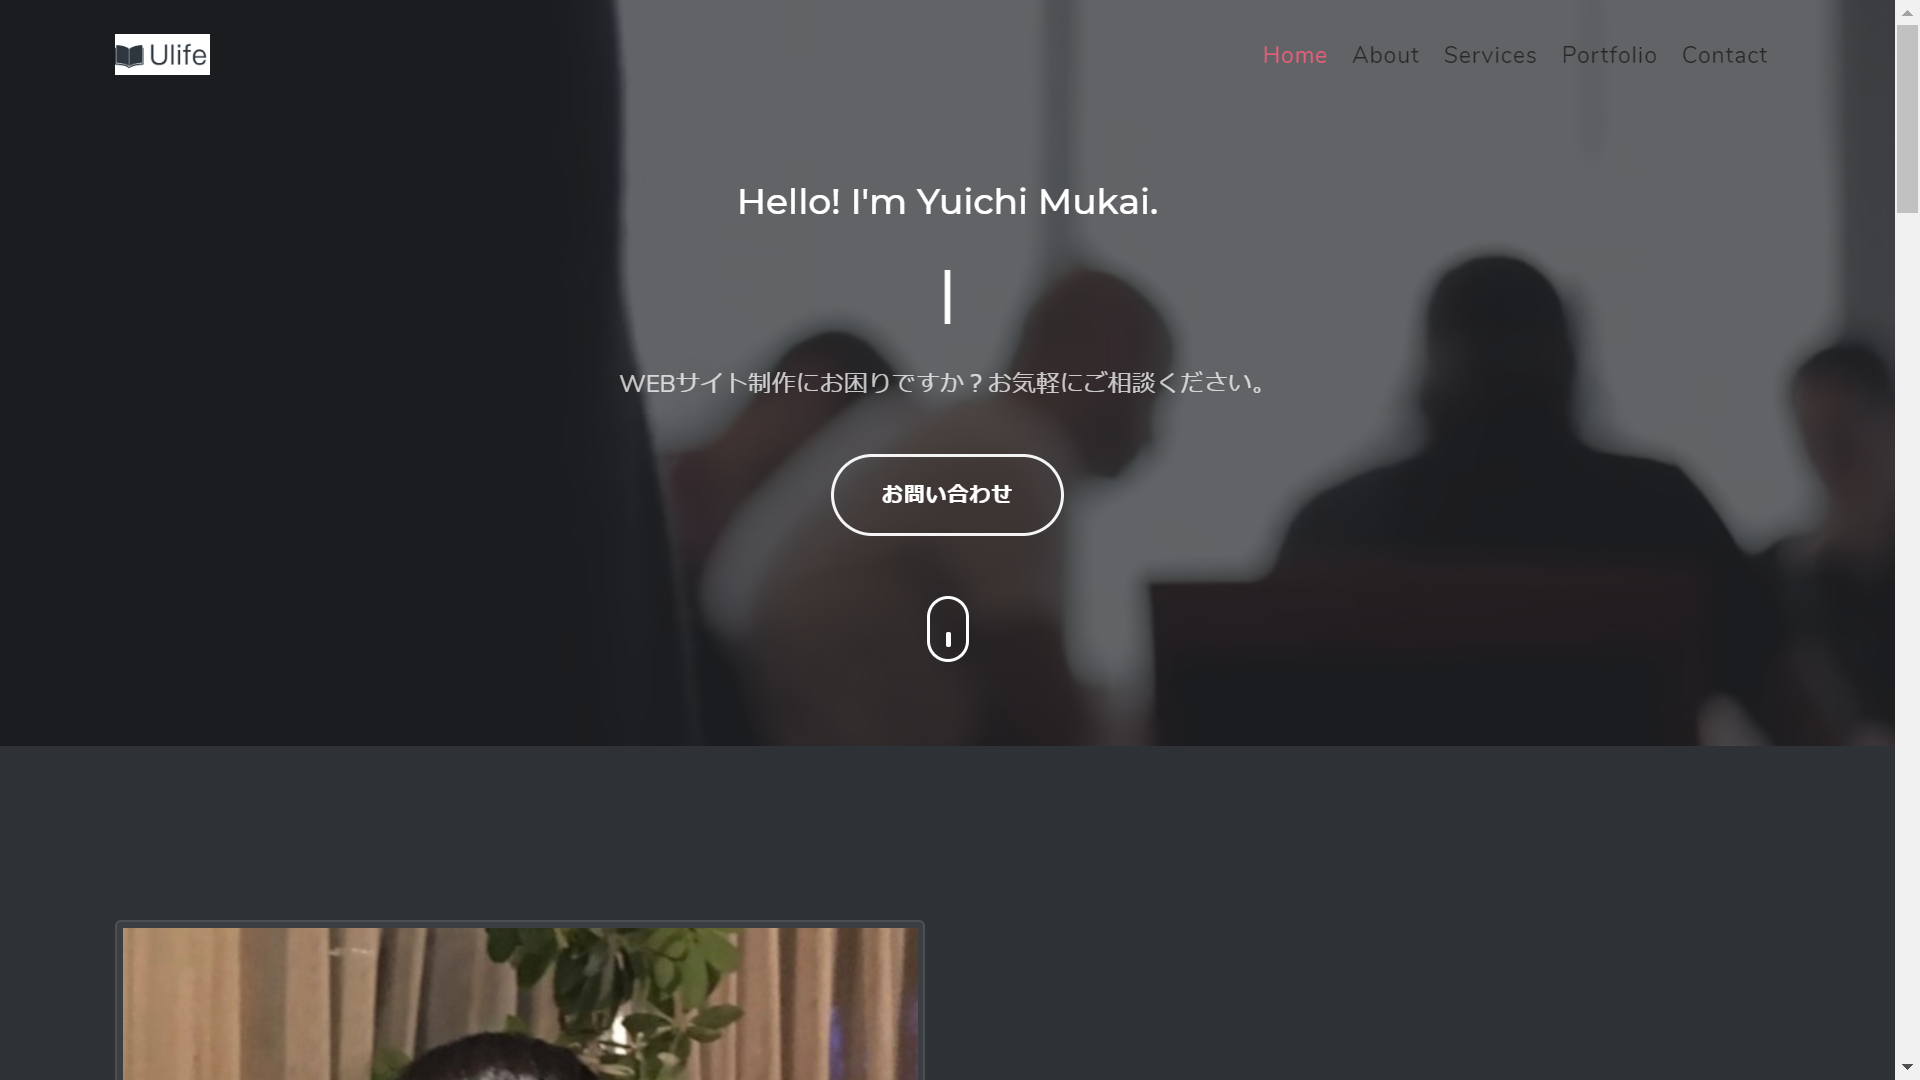 Ulife
Home About Services Portfolio Contact
Hello! I'm Yuichi Mukai.
WEBサイト制作にお困りですか？お気軽にご相談ください。
お問い合わせ